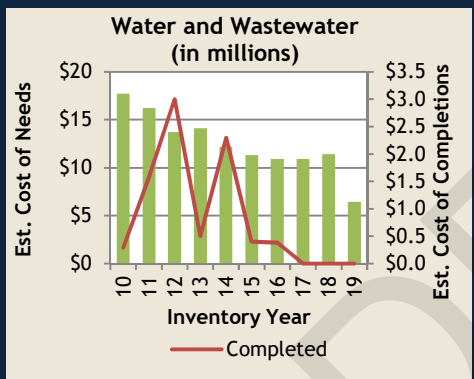 Water and Wastewater
(in millions)
Est. Cost of Needs
$20
$15
$10
$5
$0
$3.5
$3.0
$2.5
$2.0
$1.5
$1.0
$0.5
$0.0
Est. Cost of Completions
10 11 12 13 14 15 16 17 18 19
Inventory Year
Completed